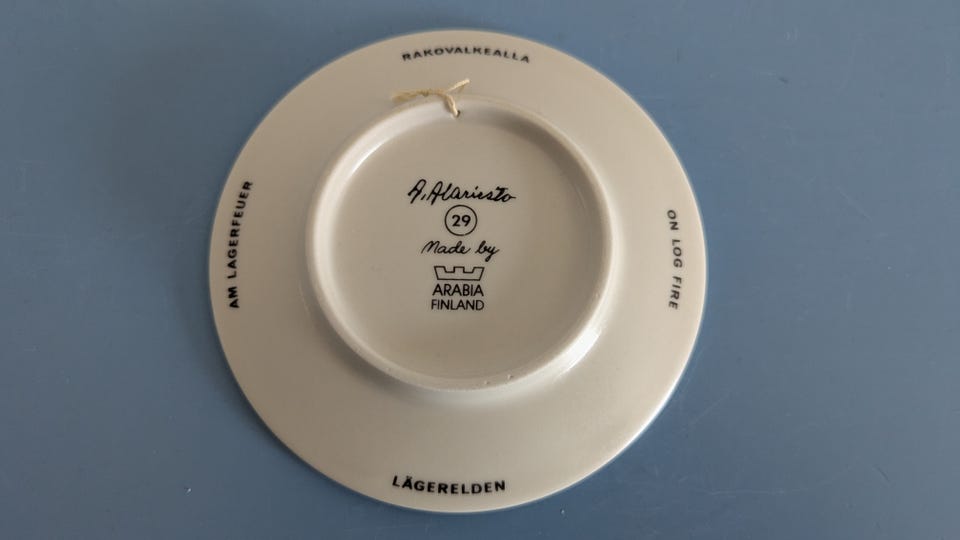 RAKOVALKEALLA
AM LAGERFEUER
ON LOG FIRE
A. Alariesto
29
Made by
ARABIA
FINLAND
LÄGERELDEN